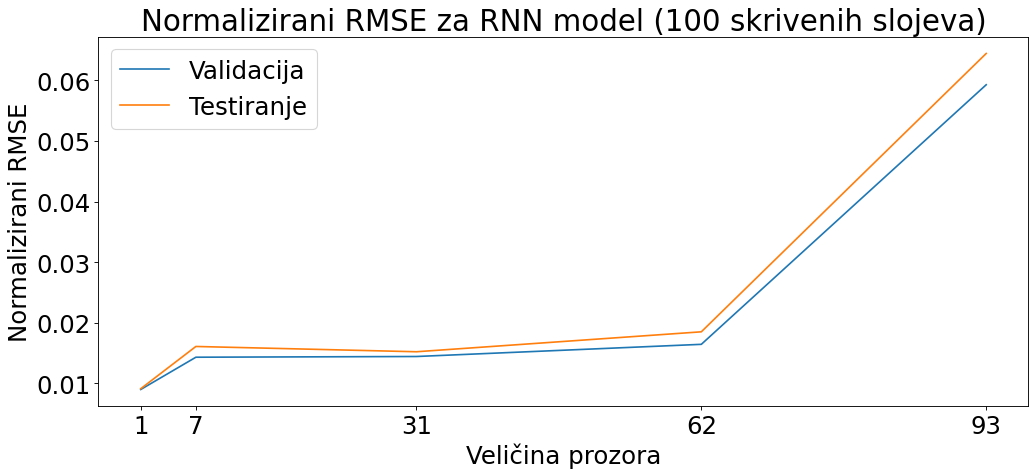 Normalizirani RMSE za RNN model (100 skrivenih slojeva)
Validacija
Testiranje
Normalizirani RMSE
0.06
0.05
0.04
0.03
0.02
0.01
1 7 31 62 93
Veličina prozora